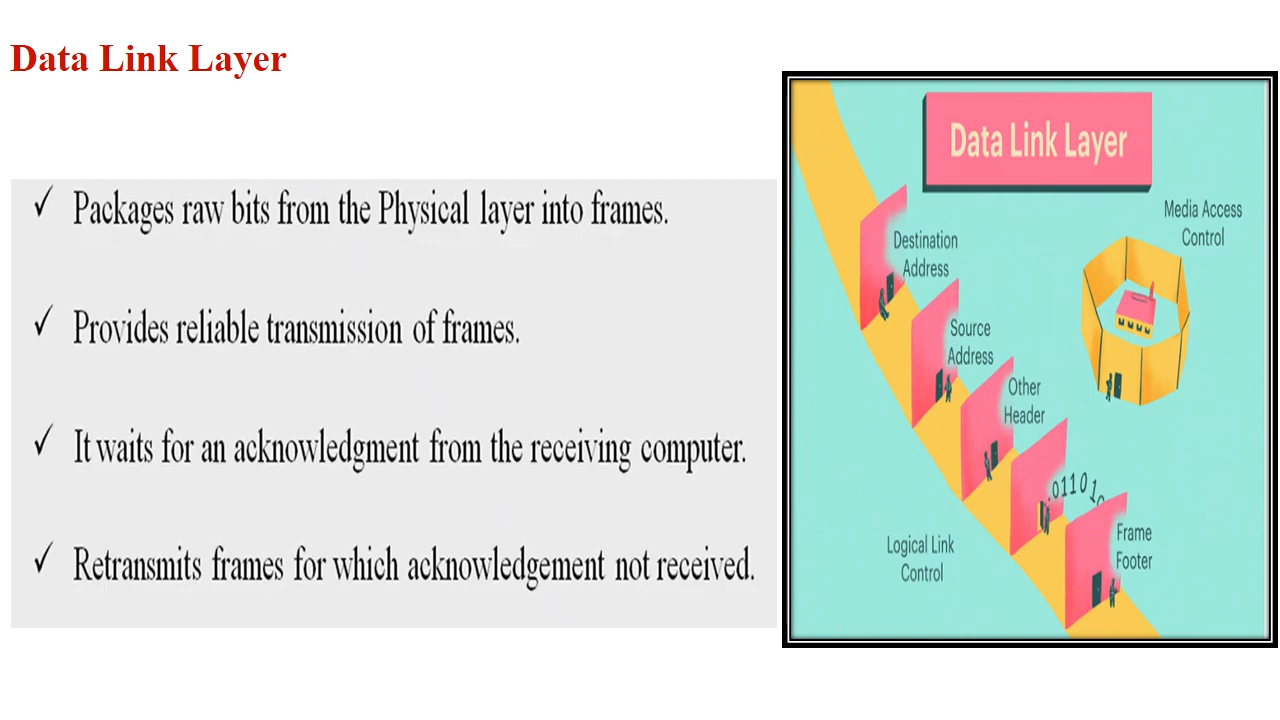 Data Link Layer
✓ Packages raw bits from the Physical layer into frames.
✓ Provides reliable transmission of frames.
✓ It waits for an acknowledgment from the receiving computer.
✓ Retransmits frames for which acknowledgement not received.
Data Link Layer
Media Access
Control
Destination
Address
Source
Address
Other
Header
01101
Frame
Footer
Logical Link
Control